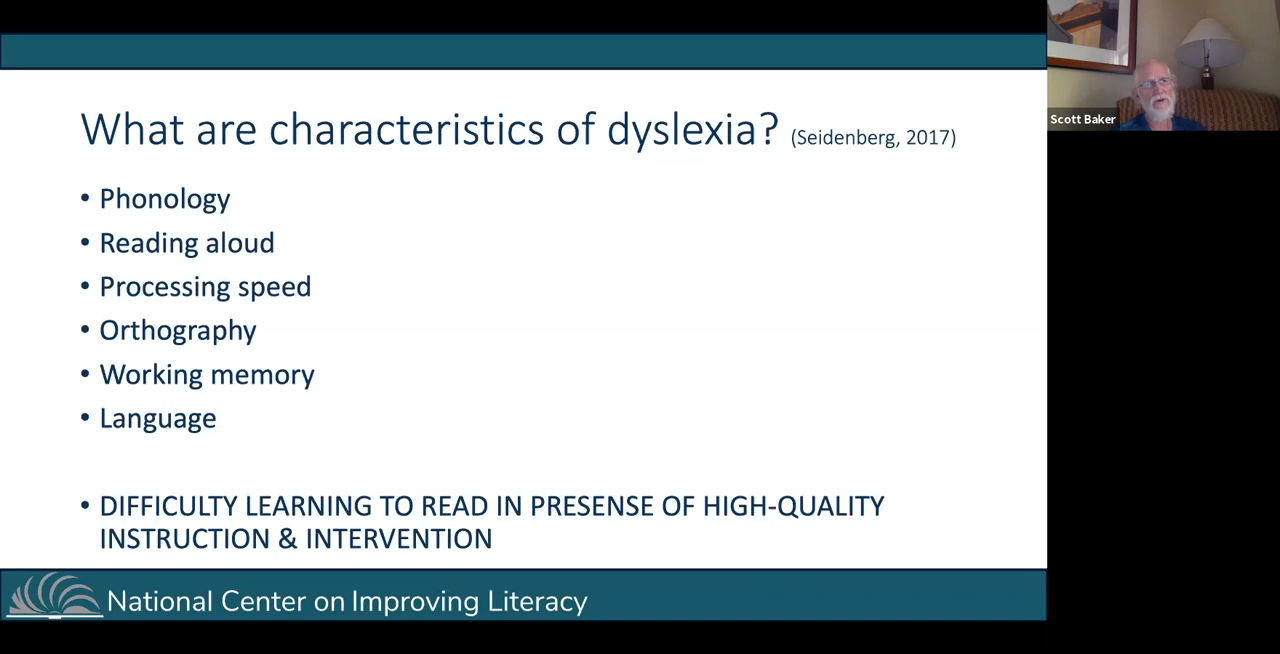 What are characteristics of dyslexia? (Seidenberg, 2017)
Scott Baker
• Phonology
• Reading aloud
• Processing speed
• Orthography
• Working memory
• Language
• DIFFICULTY LEARNING TO READ IN PRESENSE OF HIGH-QUALITY
INSTRUCTION & INTERVENTION
National Center on Improving Literacy